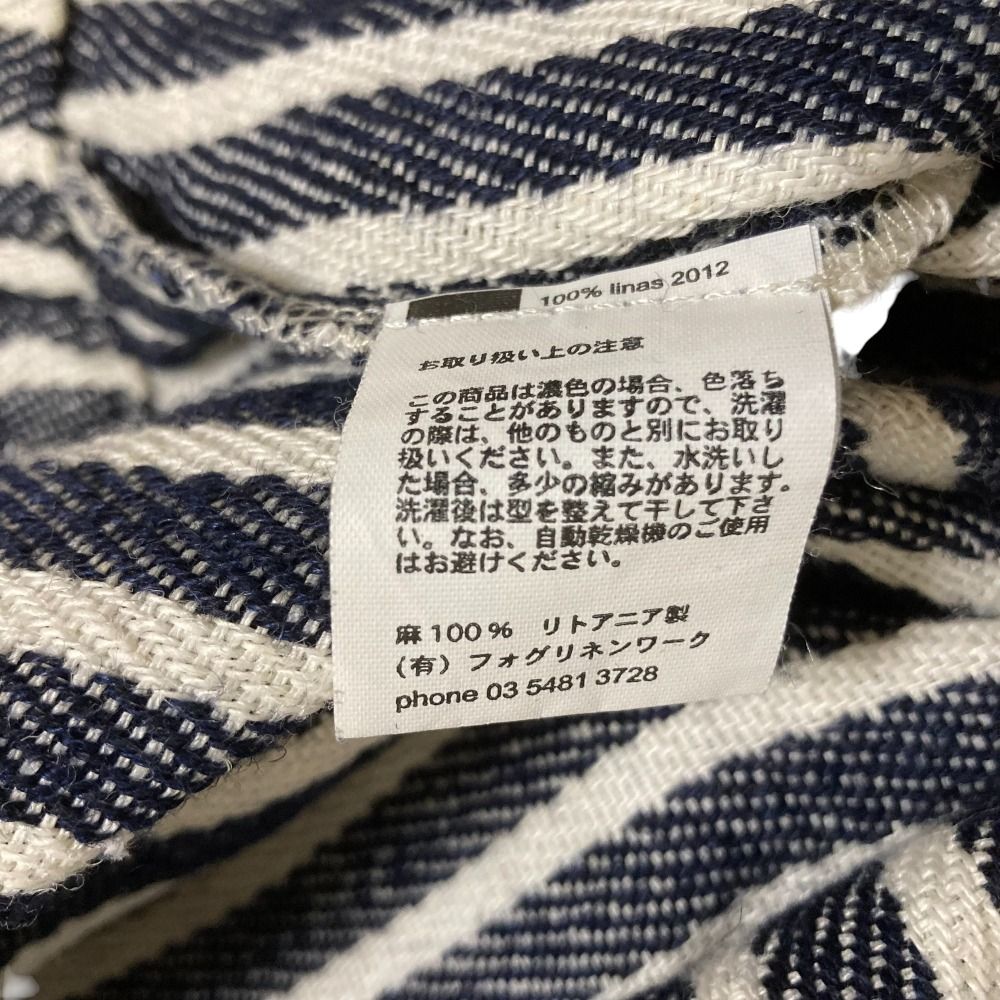 100% linas 2012
お取り扱い上の注意
この商品は濃色の場合、色落ち
することがありますので、洗濯
の際は、他のものと別にお取り
扱いください。また、水洗いし
た場合、多少の縮みがあります。
洗濯後は型を整えて干して下さ
い。なお、自動乾燥機のご使用
はお避けください。
麻 100 %　リトアニア製
(有) フォグリネンワーク
phone 03 5481 3728